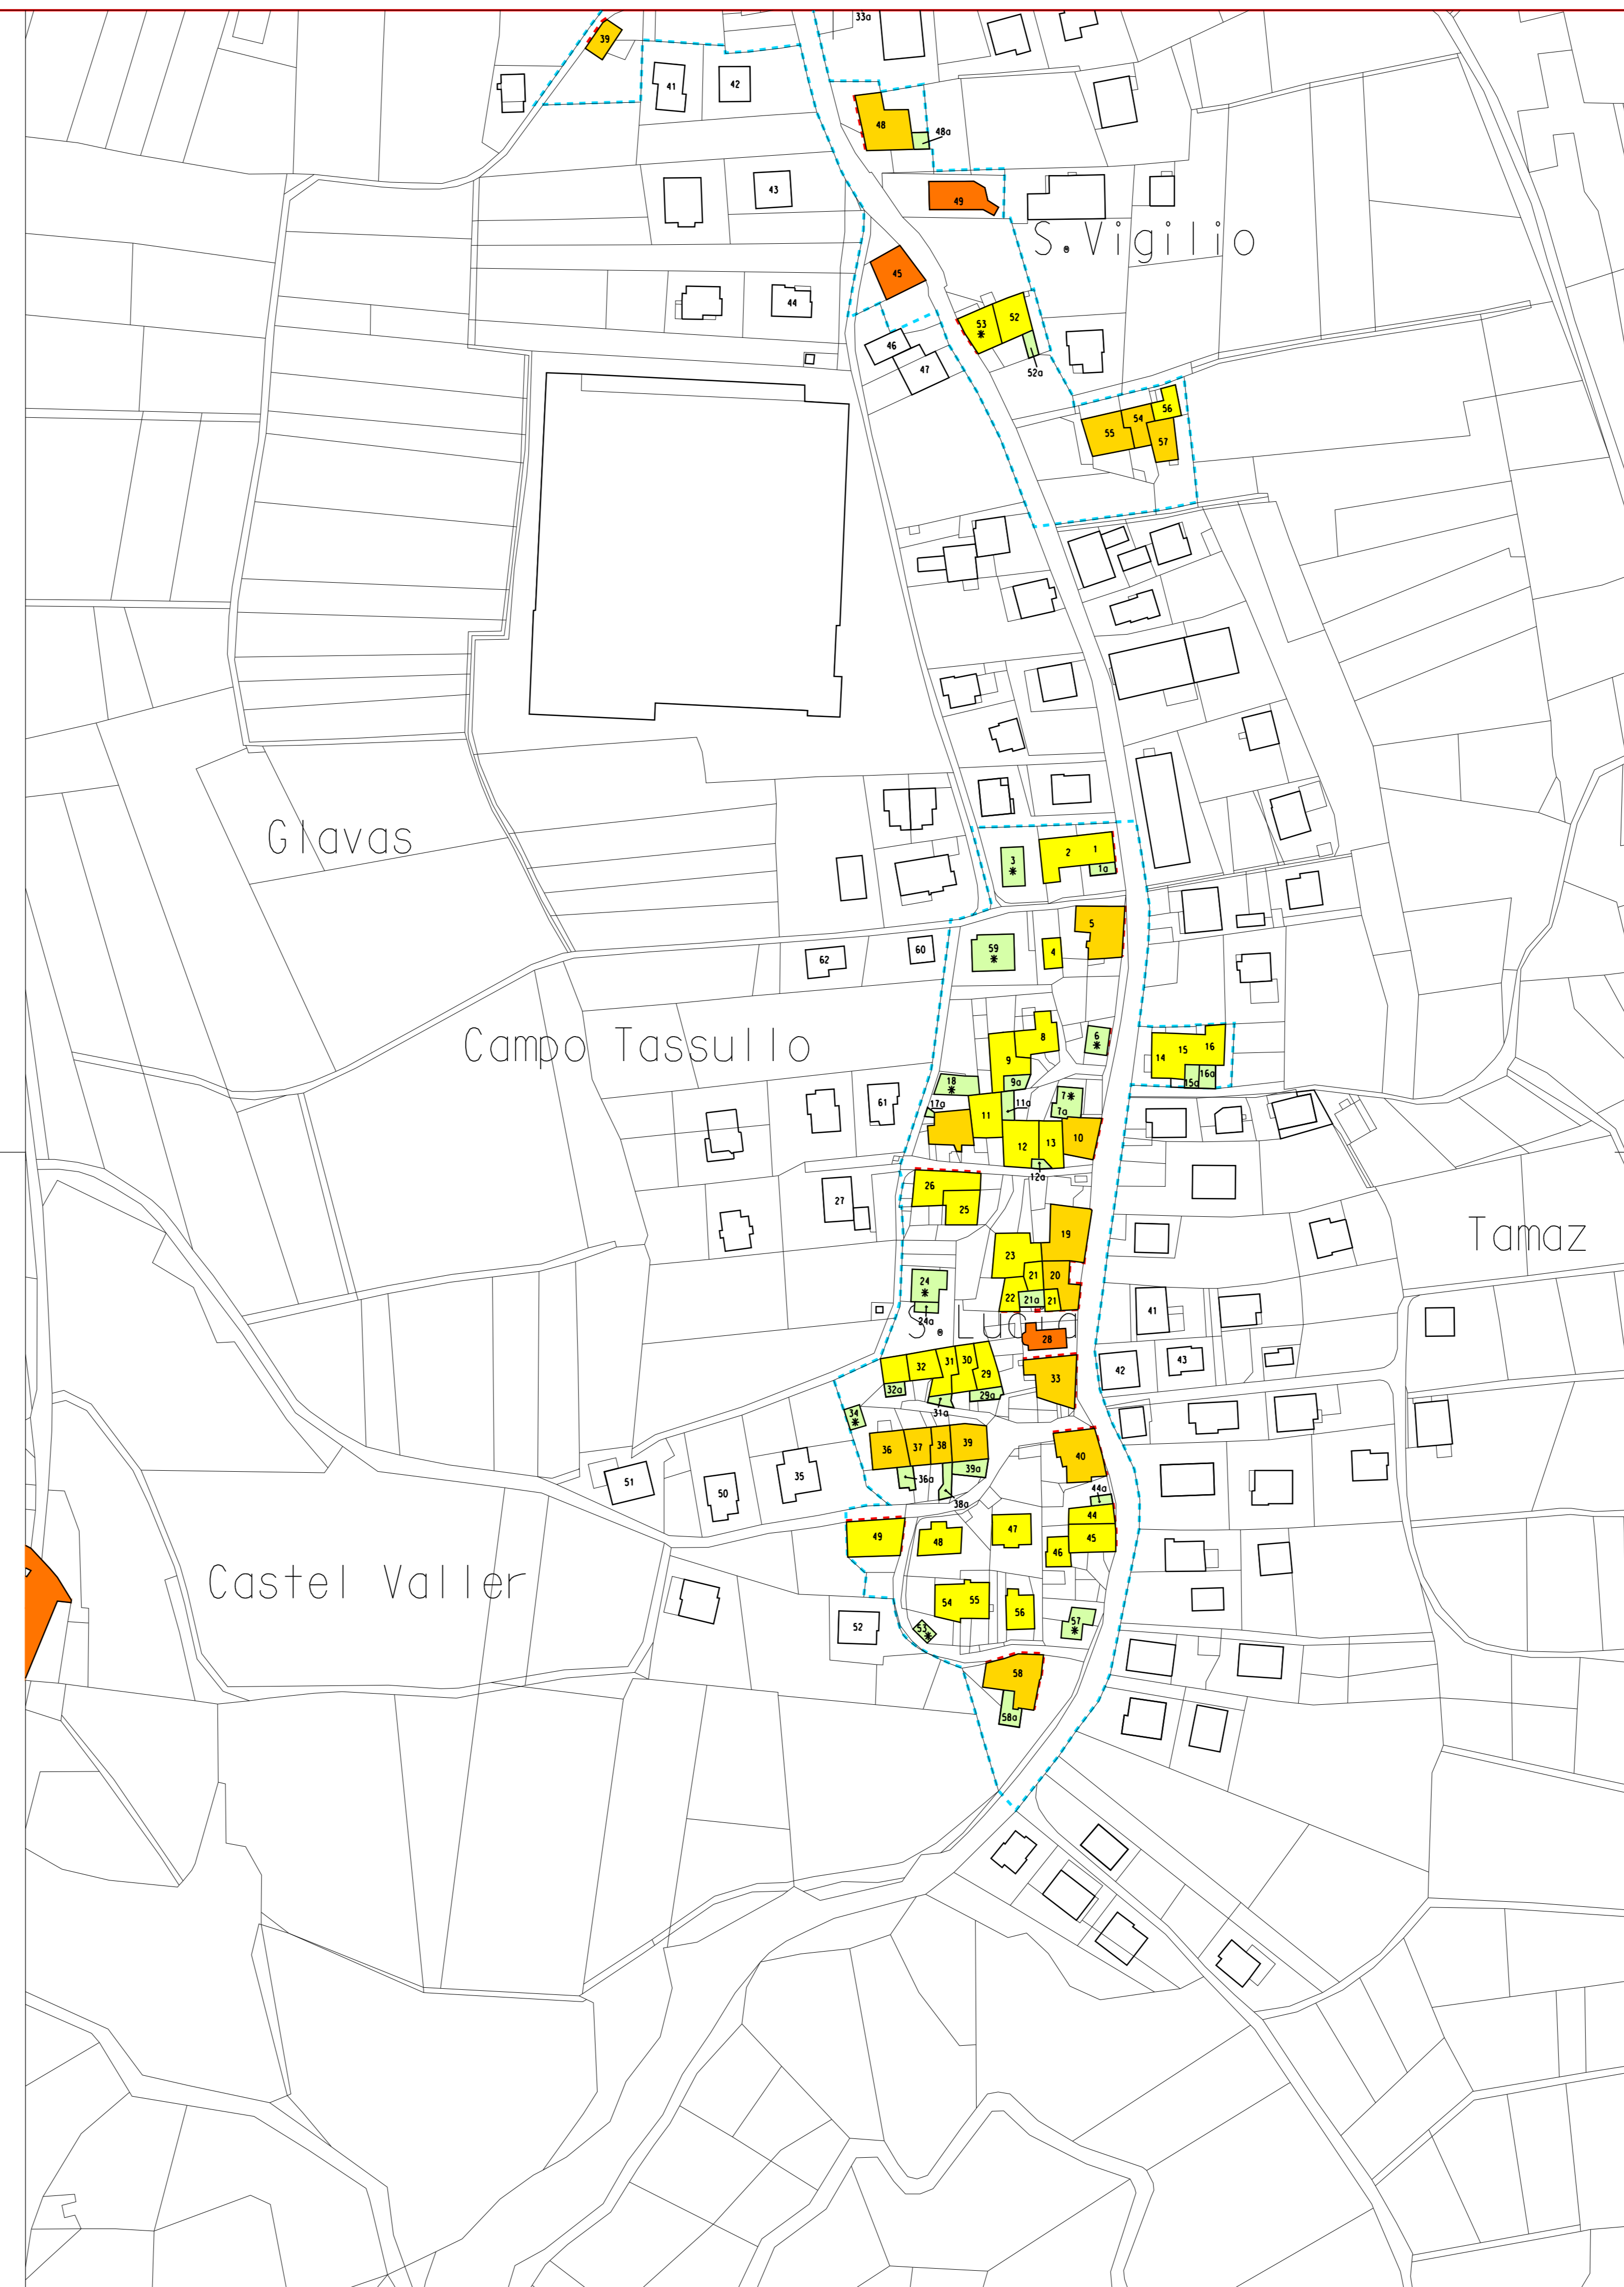 33a
39
41
42
48
48a
43
49
S. Vigilio
45
44
53 *
52
46
47
52a
56
54
55
57
Glavas
3 *
2
1
1a
5
62
60
59 *
4
Campo Tassullo
8
6 *
9
14
15
16
18 *
9a
16a
15a
61
17a
11
11a
7 *
7a
12
13
10
12a
26
27
25
19
Tamaz
23
24 *
21
20
22
21a
21
24a
S. Lucia
28
41
32
31
30
29
33
42
43
32a
29a
31a
34 *
36
37
38
39
40
51
35
36a
39a
50
38a
44a
49
48
47
44
45
46
Castel Valler
54
55
56
57 *
52
53 *
58
58a